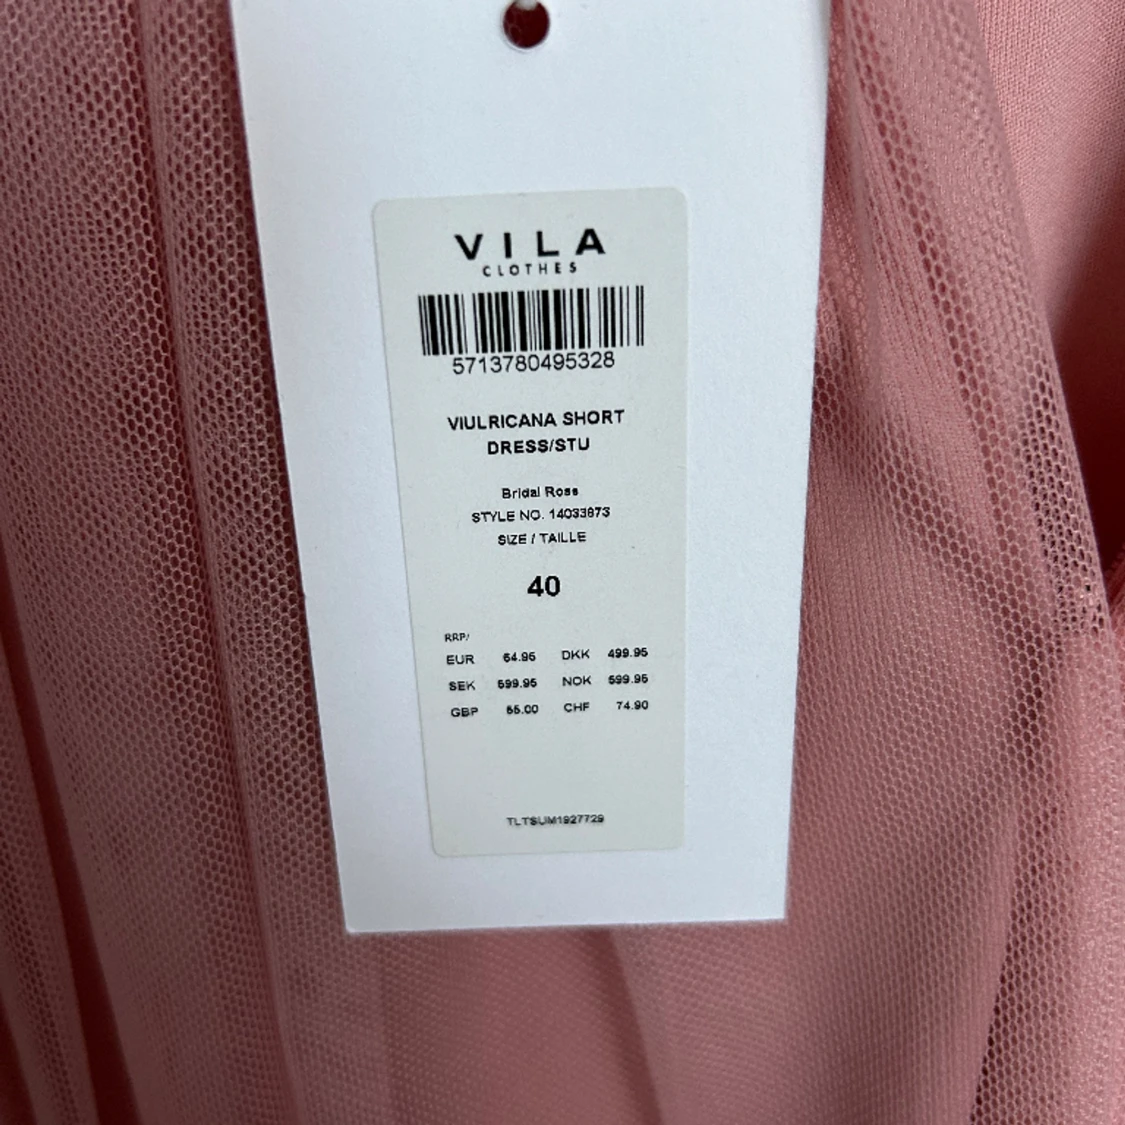 VILA
CLOTHES
5713780495328
VIULRICANA SHORT
DRESS/STU
Bridal Rose
STYLE NO. 14033873
SIZE / TAILLE
40
RRP/
EUR 54.95 DKK 499.95
SEK 599.95 NOK 599.95
GBP 55.00 CHF 74.90
TLTSUM1927729